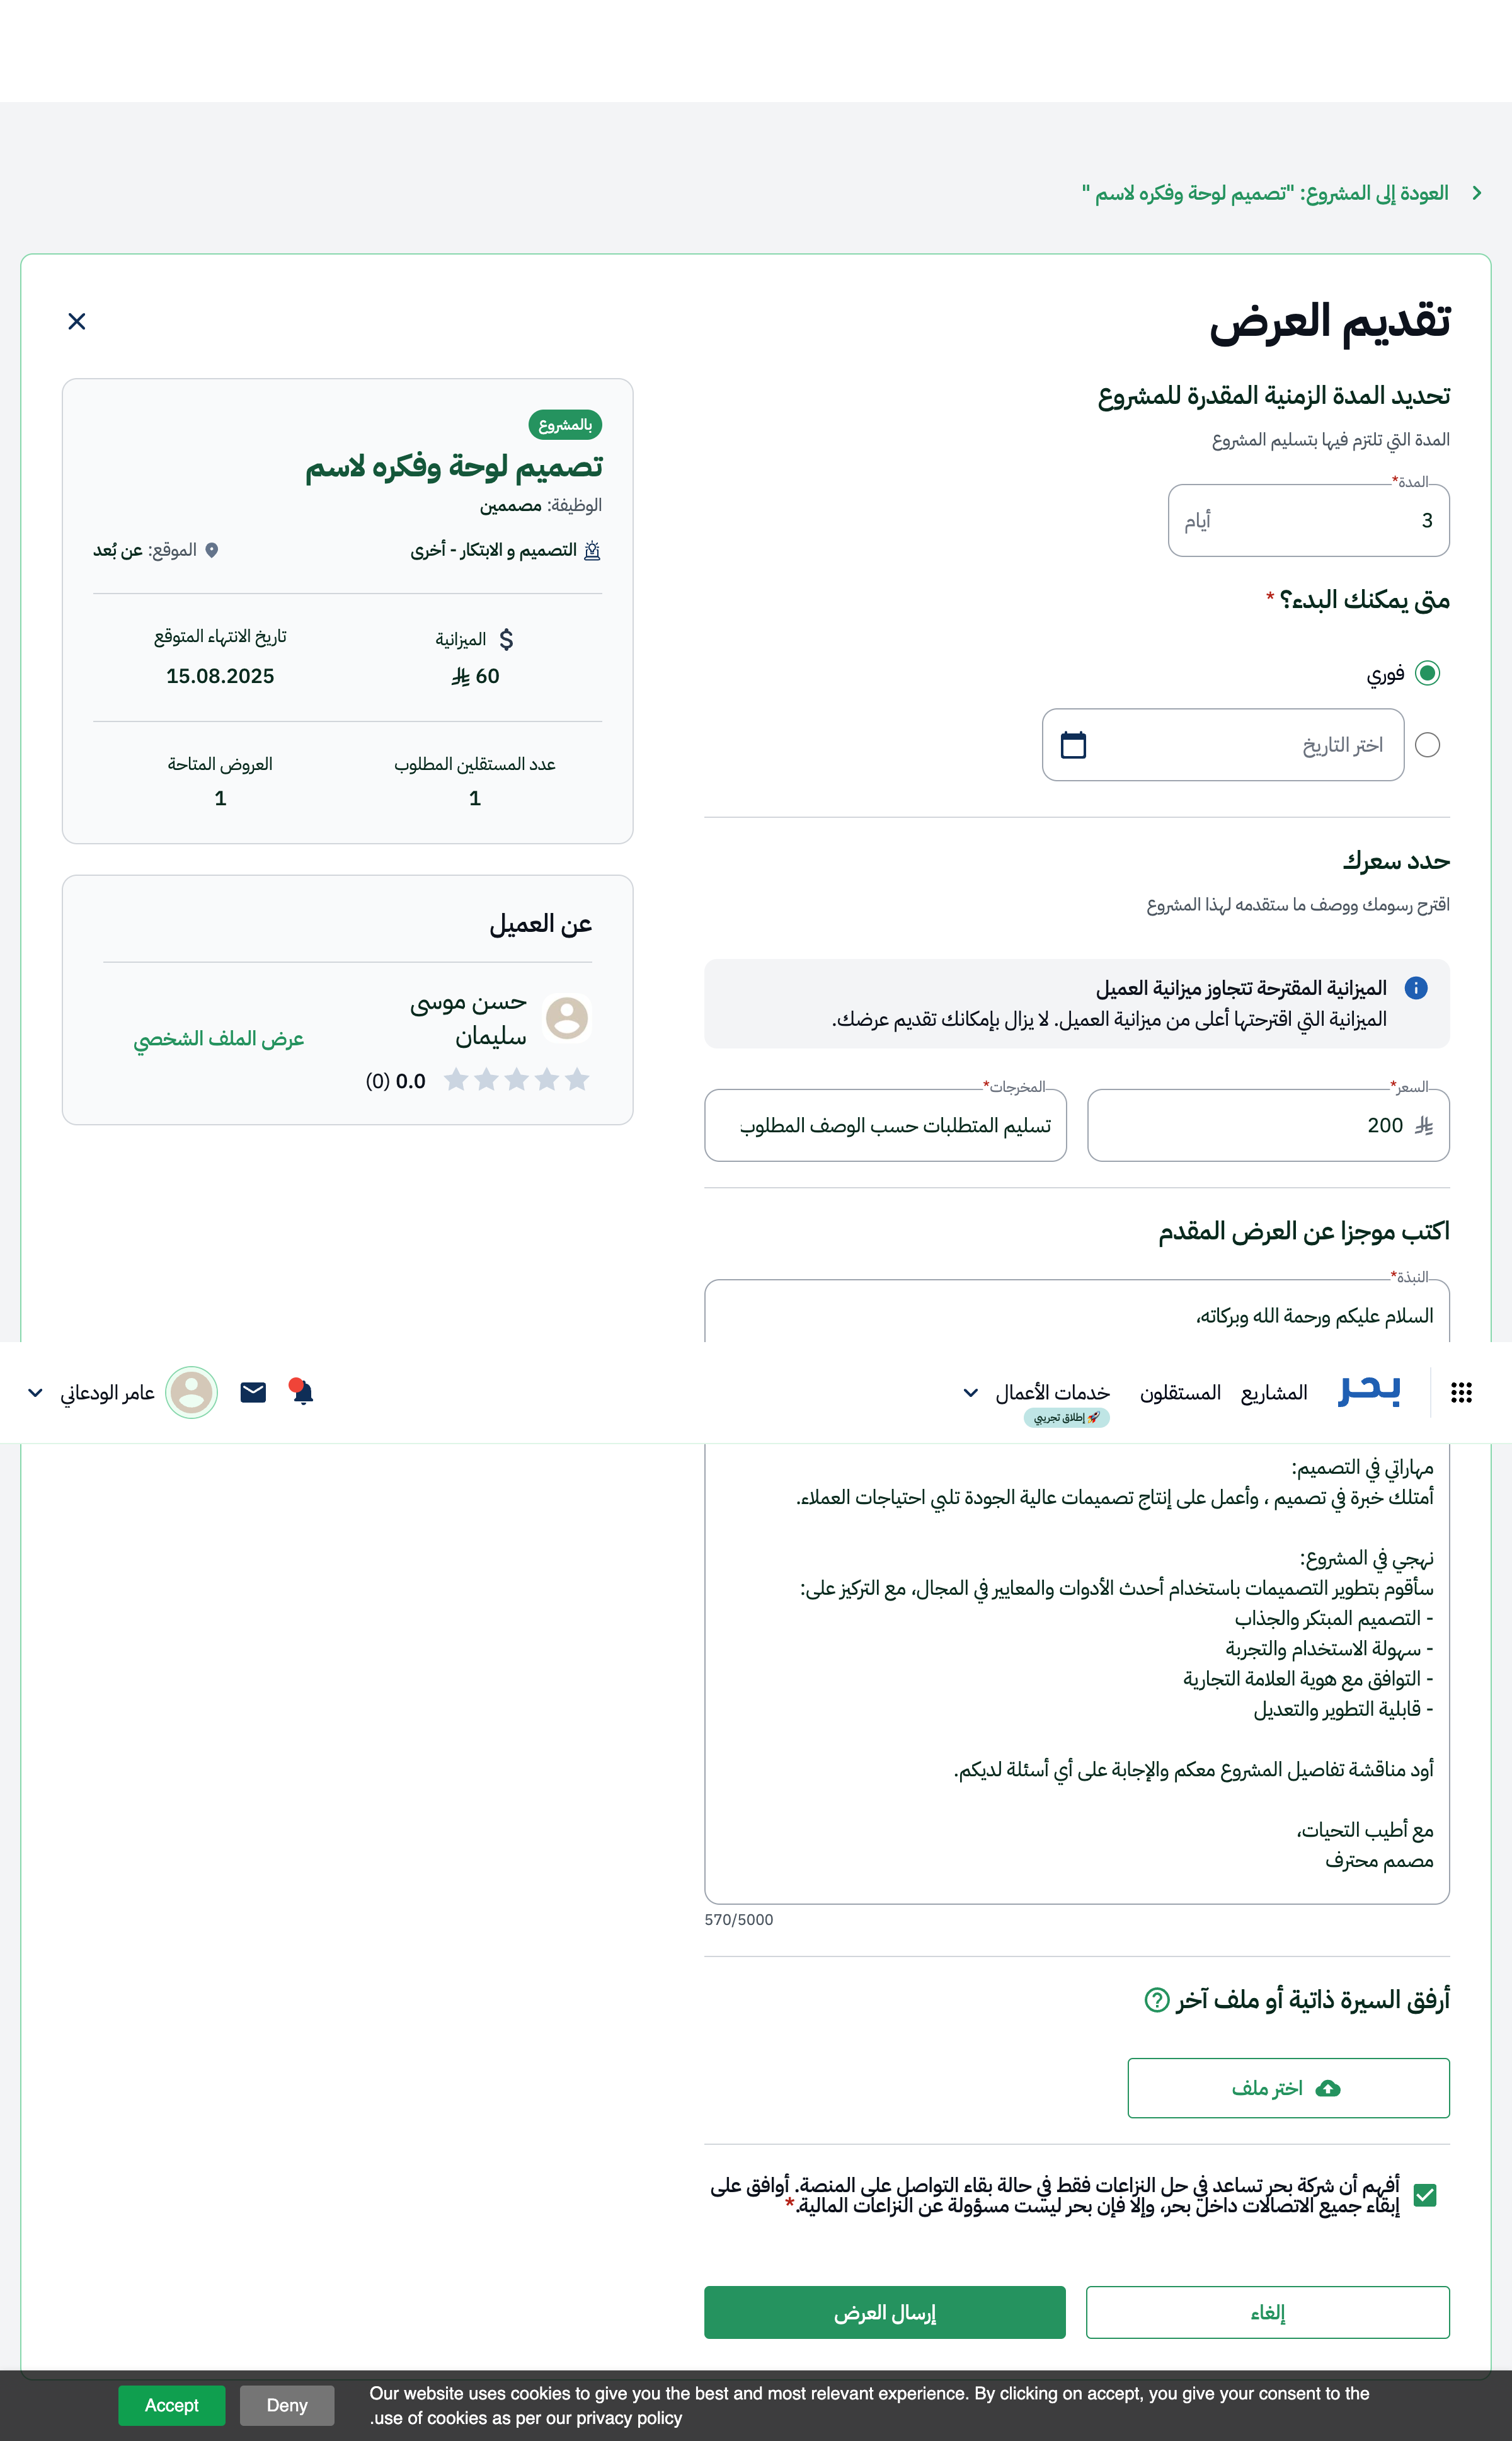 العودة إلى المشروع: "تصميم لوحة وفكره لاسم "
تقديم العرض
تحديد المدة الزمنية المقدرة للمشروع
المدة التي تلتزم فيها بتسليم المشروع
المدة*
3 أيام
متى يمكنك البدء؟ *
فوري
اختر التاريخ
حدد سعرك
اقترح رسومك ووصف ما ستقدمه لهذا المشروع
الميزانية المقترحة تتجاوز ميزانية العميل
الميزانية التي اقترحتها أعلى من ميزانية العميل. لا يزال بإمكانك تقديم عرضك.
السعر*
200
المخرجات*
تسليم المتطلبات حسب الوصف المطلوب
اكتب موجزا عن العرض المقدم
النبذة*
السلام عليكم ورحمة الله وبركاته،
بحر
المشاريع
المستقلون
خدمات الأعمال
إطلاق تجريبي
عامر الودعاني
مهاراتي في التصميم:
أمتلك خبرة في تصميم ، وأعمل على إنتاج تصميمات عالية الجودة تلبي احتياجات العملاء.
نهجي في المشروع:
سأقوم بتطوير التصميمات باستخدام أحدث الأدوات والمعايير في المجال، مع التركيز على:
- التصميم المبتكر والجذاب
- سهولة الاستخدام والتجربة
- التوافق مع هوية العلامة التجارية
- قابلية التطوير والتعديل
أود مناقشة تفاصيل المشروع معكم والإجابة على أي أسئلة لديكم.
مع أطيب التحيات،
مصمم محترف
570/5000
أرفق السيرة ذاتية أو ملف آخر
اختر ملف
أفهم أن شركة بحر تساعد في حل النزاعات فقط في حالة بقاء التواصل على المنصة. أوافق على
إبقاء جميع الاتصالات داخل بحر، وإلا فإن بحر ليست مسؤولة عن النزاعات المالية.*
إلغاء
إرسال العرض
بالمشروع
تصميم لوحة وفكره لاسم
الوظيفة: مصممين
التصميم و الابتكار - أخرى
الموقع: عن بُعد
الميزانية
60
تاريخ الانتهاء المتوقع
15.08.2025
عدد المستقلين المطلوب
1
العروض المتاحة
1
عن العميل
حسن موسى
سليمان
عرض الملف الشخصي
0.0 (0)
Our website uses cookies to give you the best and most relevant experience. By clicking on accept, you give your consent to the
.use of cookies as per our privacy policy
Deny
Accept